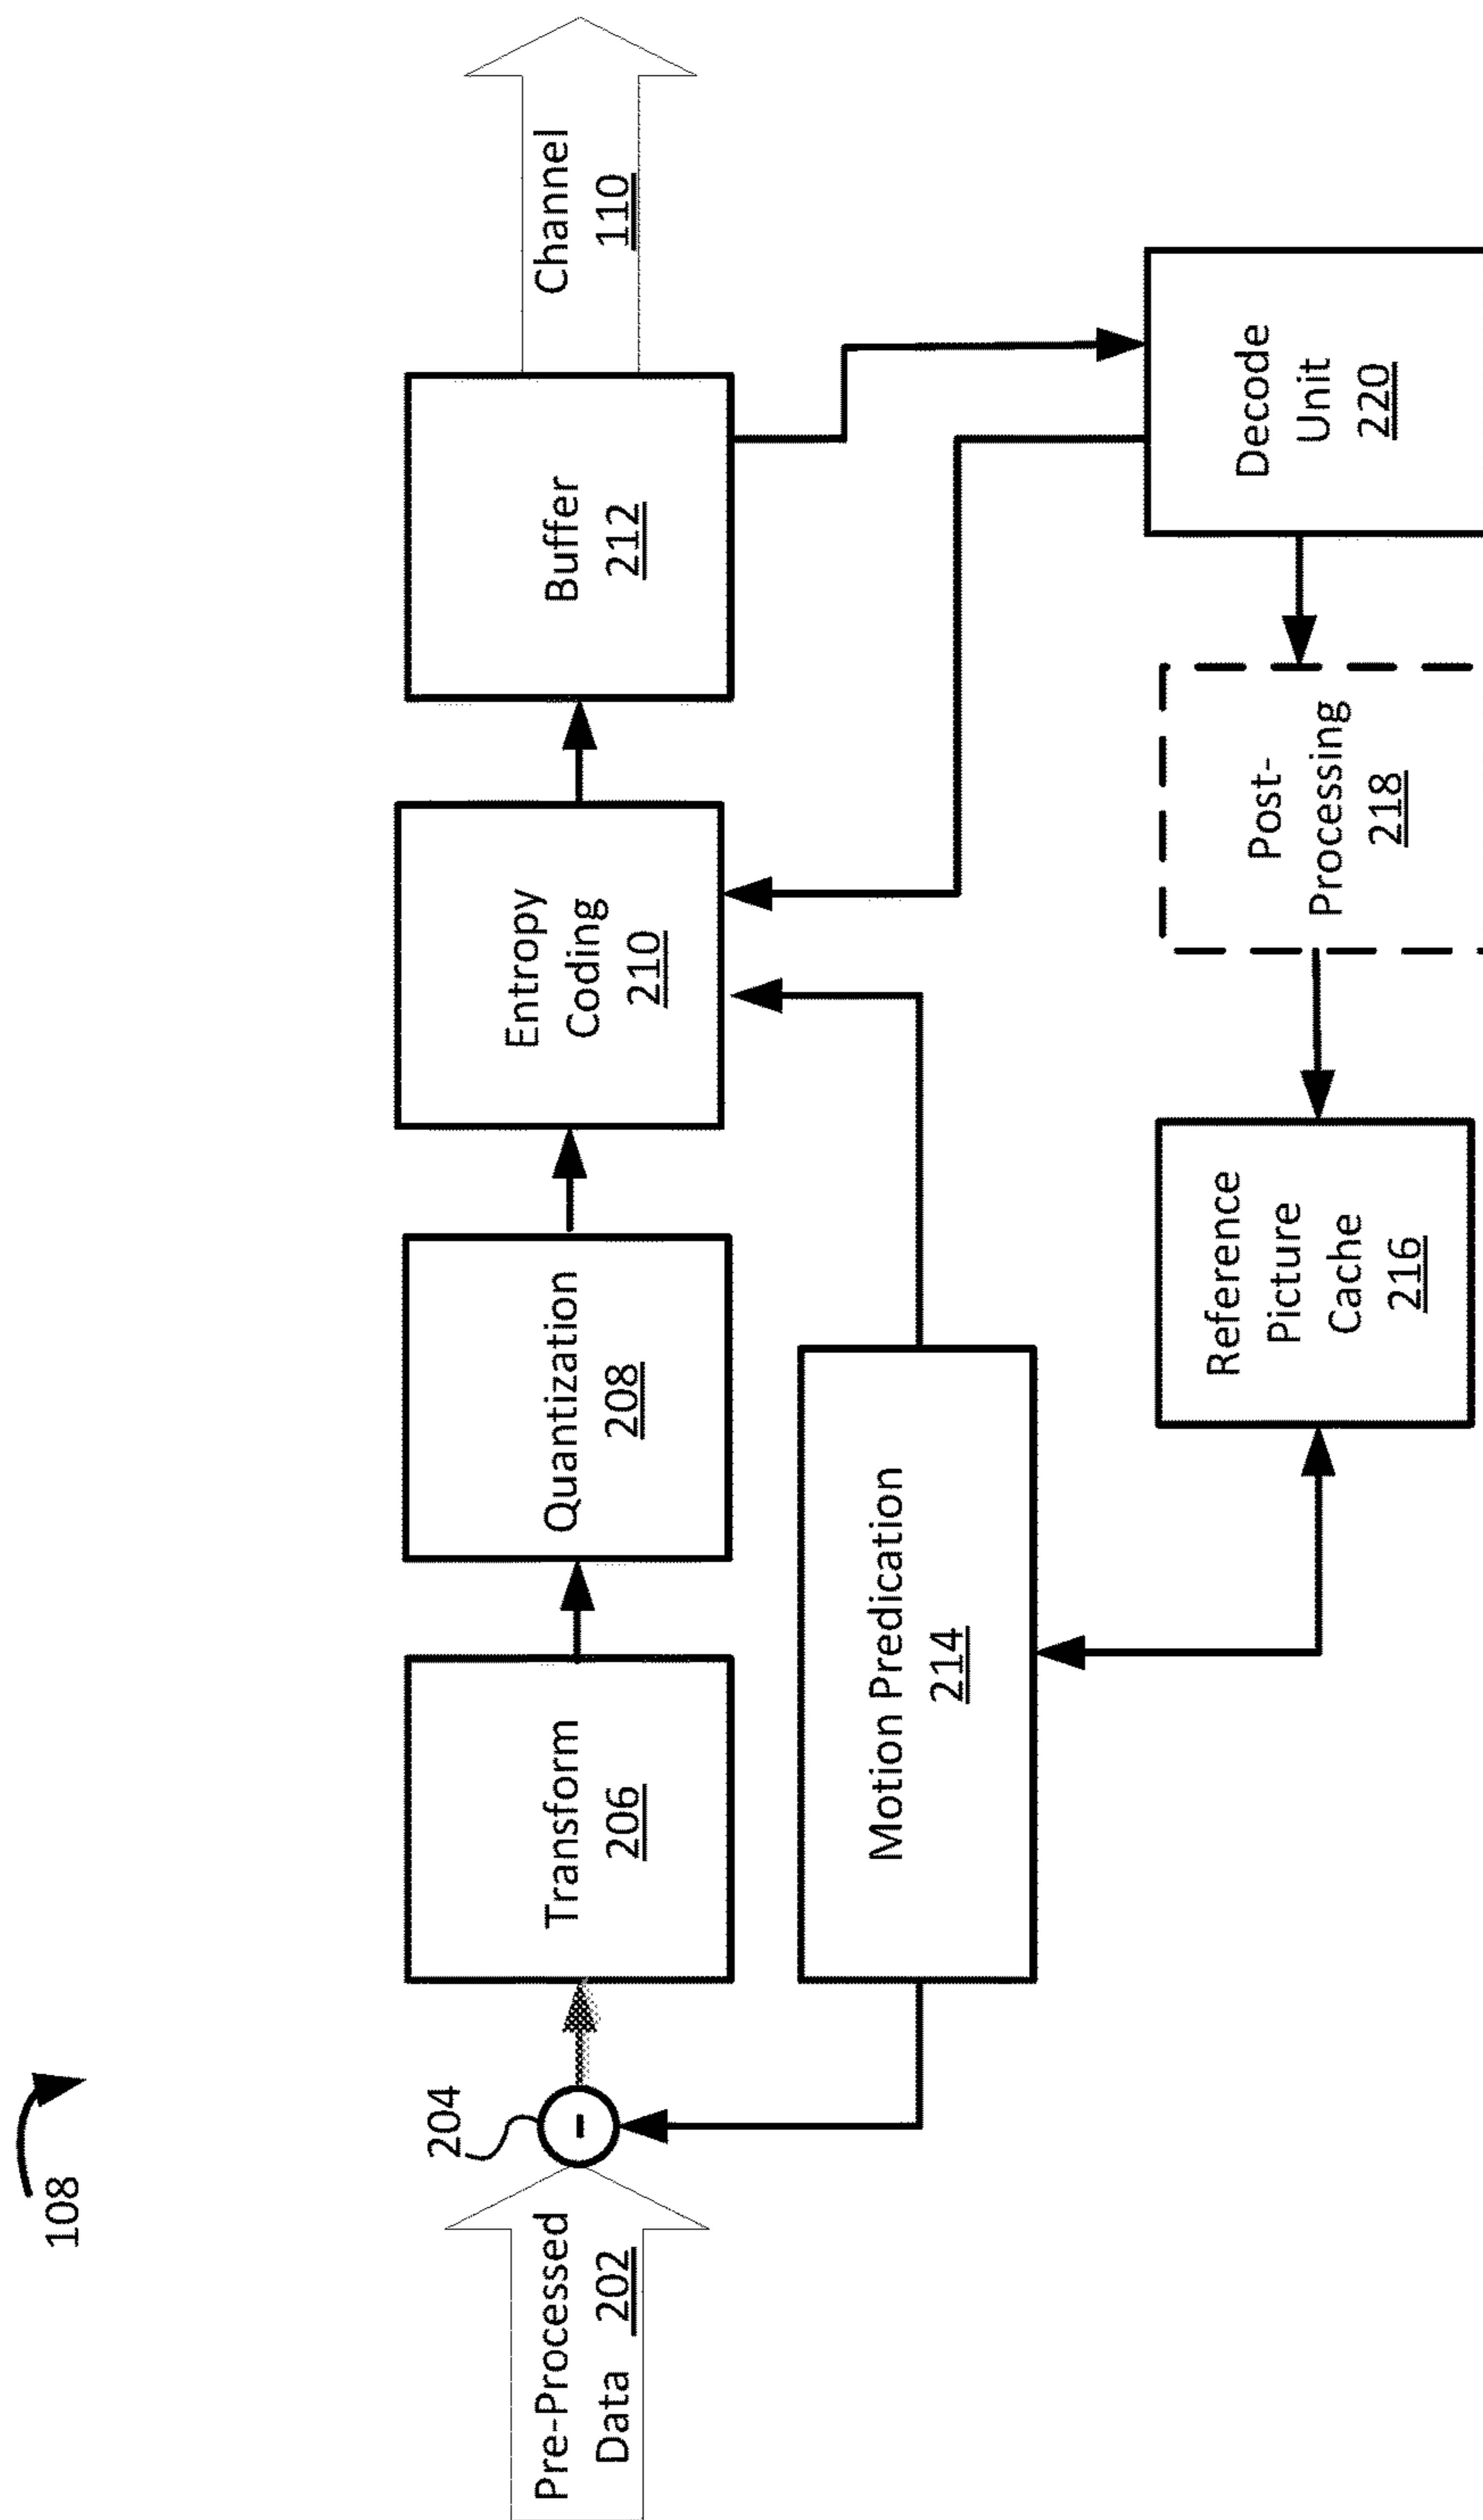 108
204
Pre-Processed
Data 202
Transform
206
Quantization
208
Entropy
Coding
210
Buffer
212
Channel
110
Motion Predication
214
Reference
Picture
Cache
216
Post-
Processing
218
Decode
Unit
220